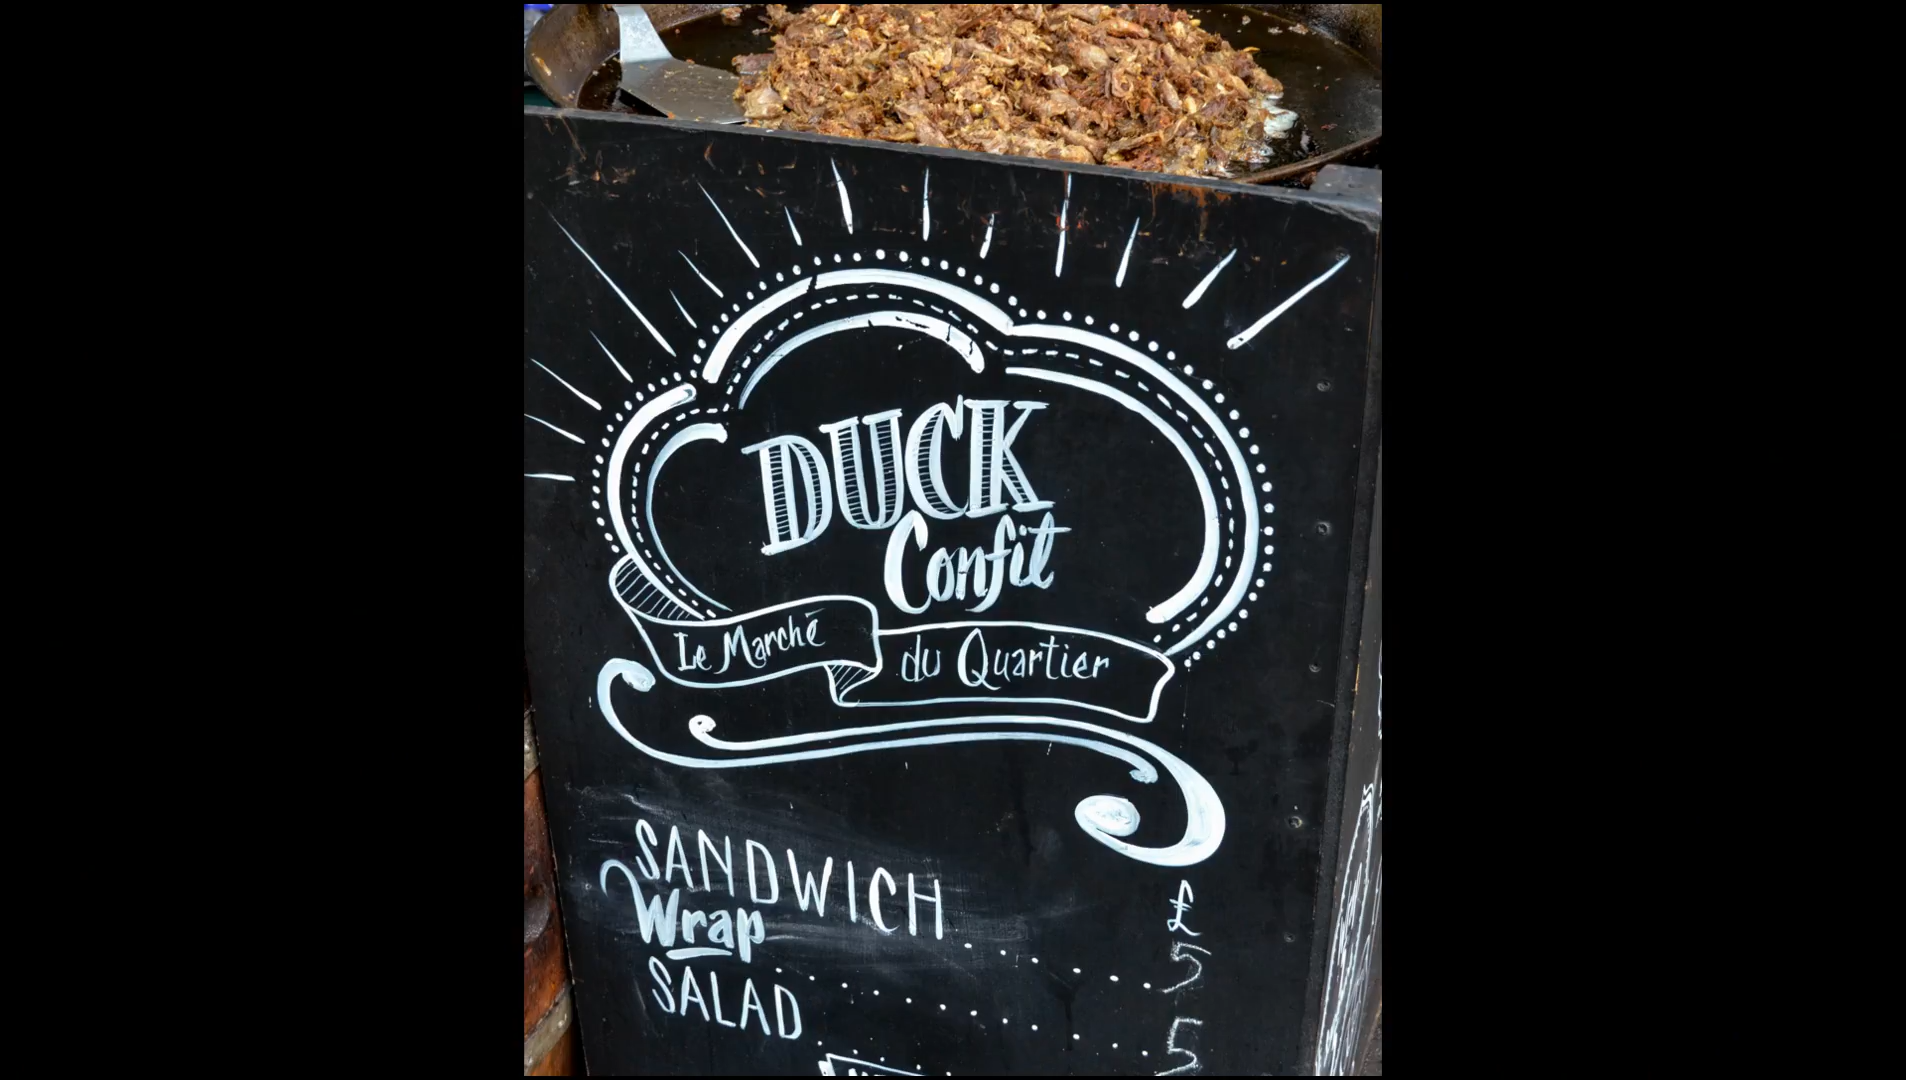 DUCK
Confit
Le Marché
du Quartier
£
SANDWICH
5
Wrap
5
SALAD